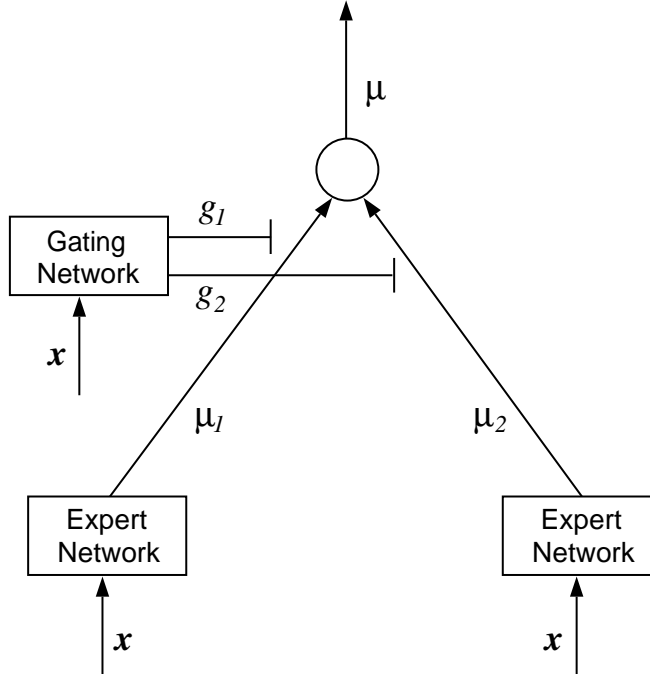 μ
g1
Gating
Network
g2
x
μ1
μ2
Expert
Network
Expert
Network
x
x